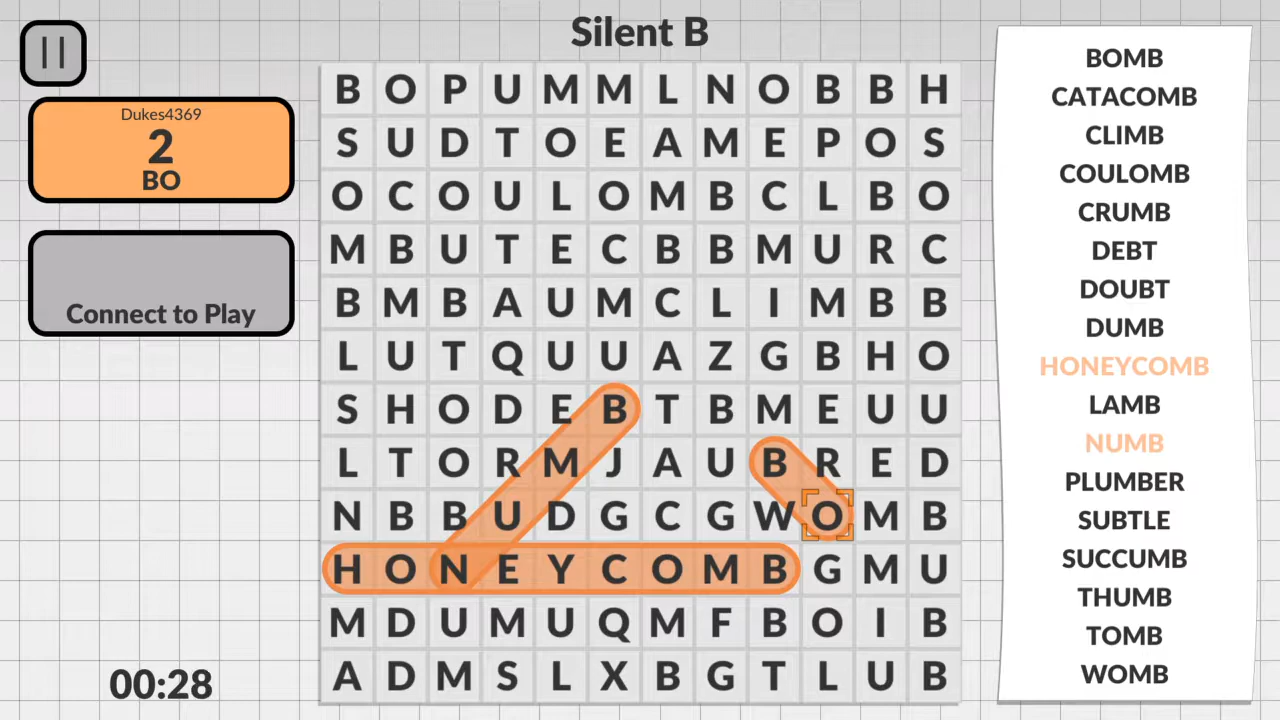 Silent B
Dukes4369
2
BO
Connect to Play
00:28
B O P U M M L N O B B H
S U D T O E A M E P O S
O C O U L O M B C L B O
M B U T E C B B M U R C
B M B A U M C L I M B B
L U T Q U U A Z G B H O
S H O D E B T B M E U U
L T O R M J A U B R E D
N B B U D G C G W O M B
H O N E Y C O M B G M U
M D U M U Q M F B O I B
A D M S L X B G T L U B
BOMB
CATACOMB
CLIMB
COULOMB
CRUMB
DEBT
DOUBT
DUMB
HONEYCOMB
LAMB
NUMB
PLUMBER
SUBTLE
SUCCUMB
THUMB
TOMB
WOMB